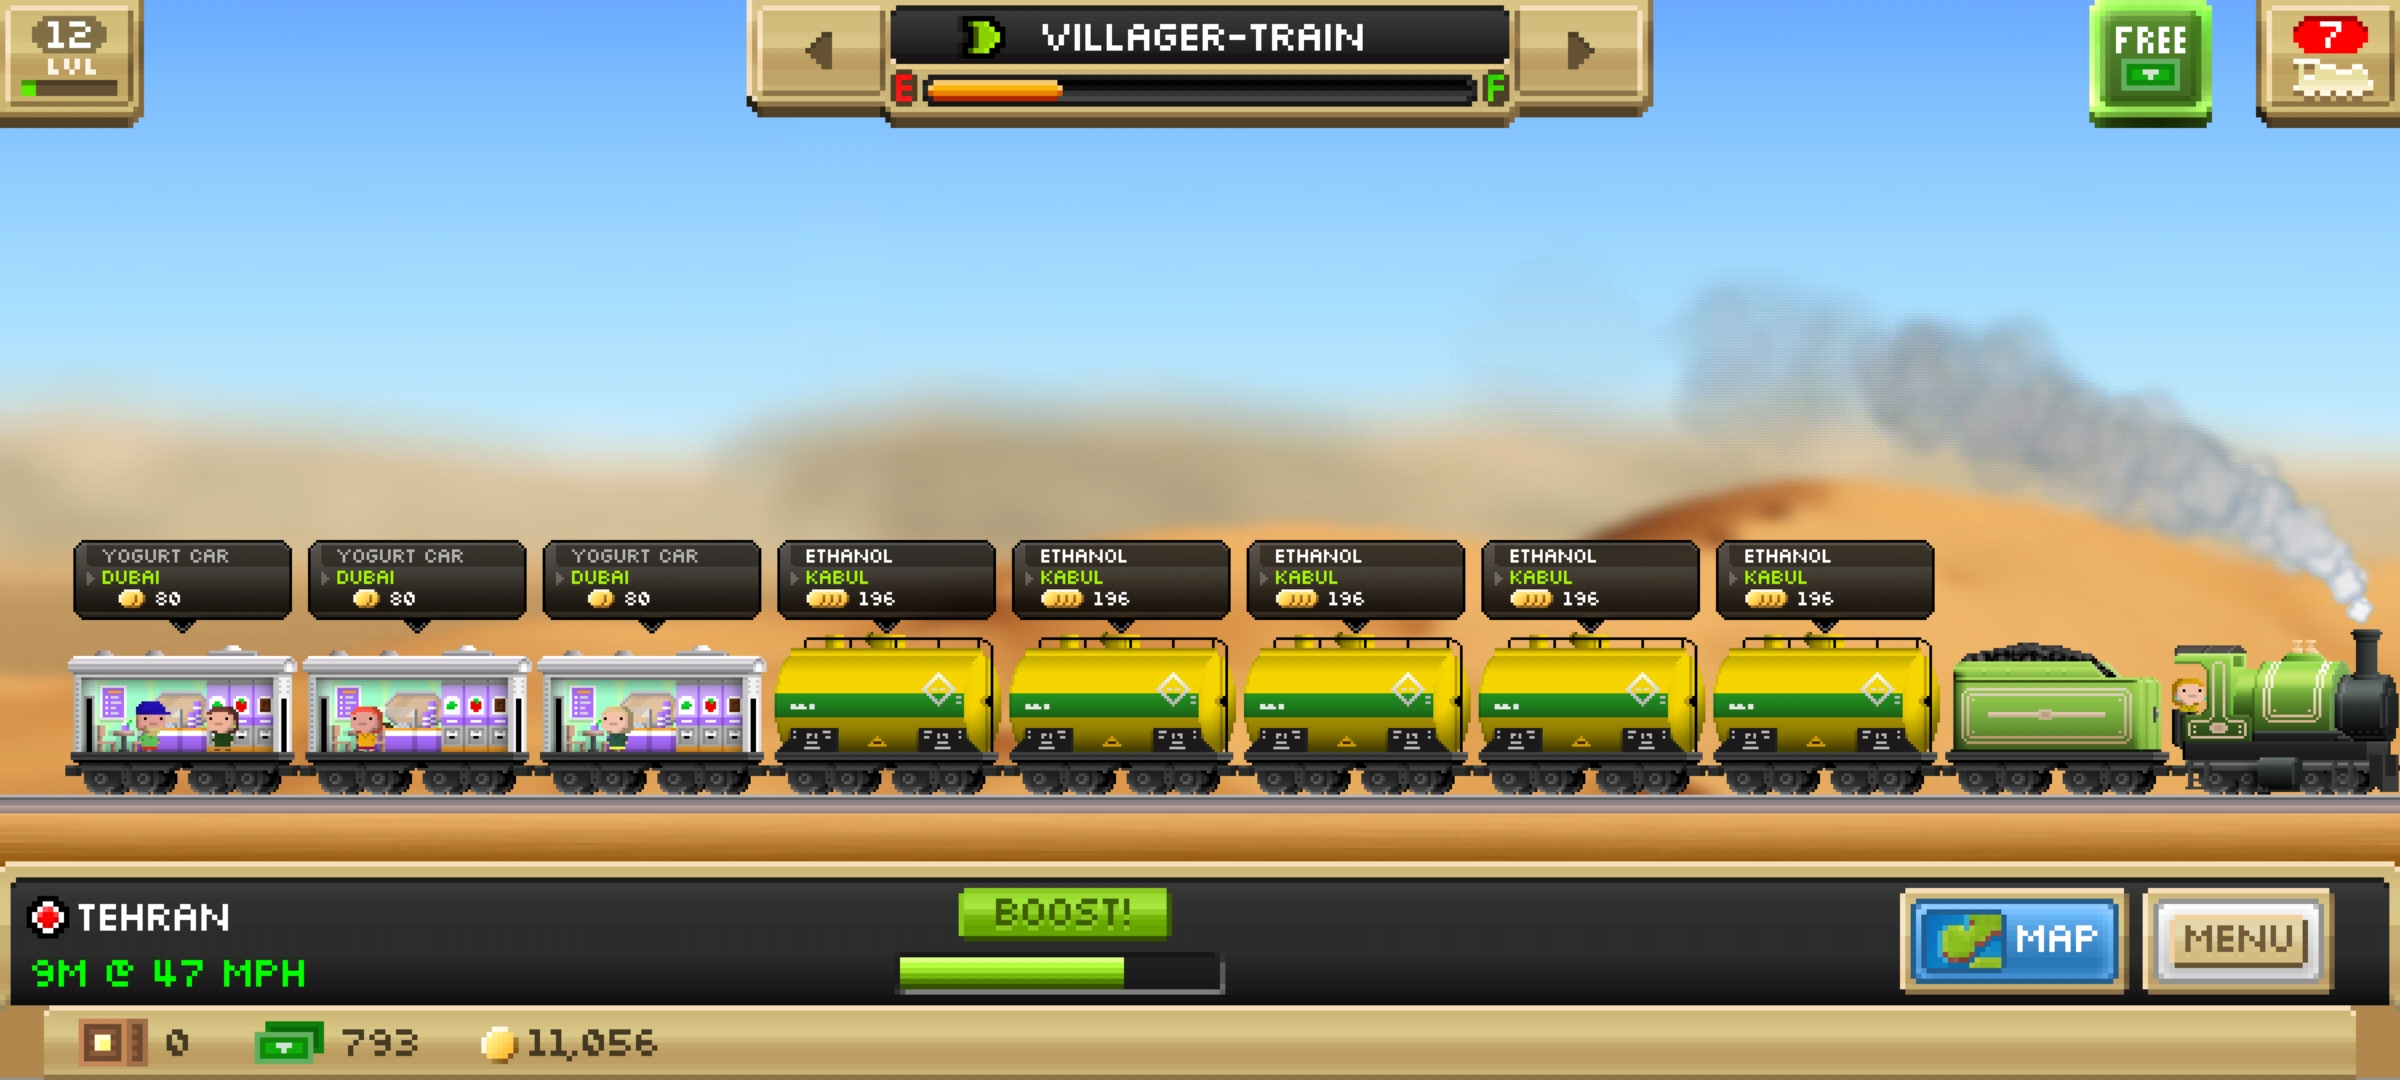 12
LVL
VILLAGER-TRAIN
E F
FREE
7
YOGURT CAR
DUBAI
80
YOGURT CAR
DUBAI
80
YOGURT CAR
DUBAI
80
ETHANOL
KABUL
196
ETHANOL
KABUL
196
ETHANOL
KABUL
196
ETHANOL
KABUL
196
ETHANOL
KABUL
196
TEHRAN
9M @ 47 MPH
BOOST!
MAP
MENU
0
793
11,056